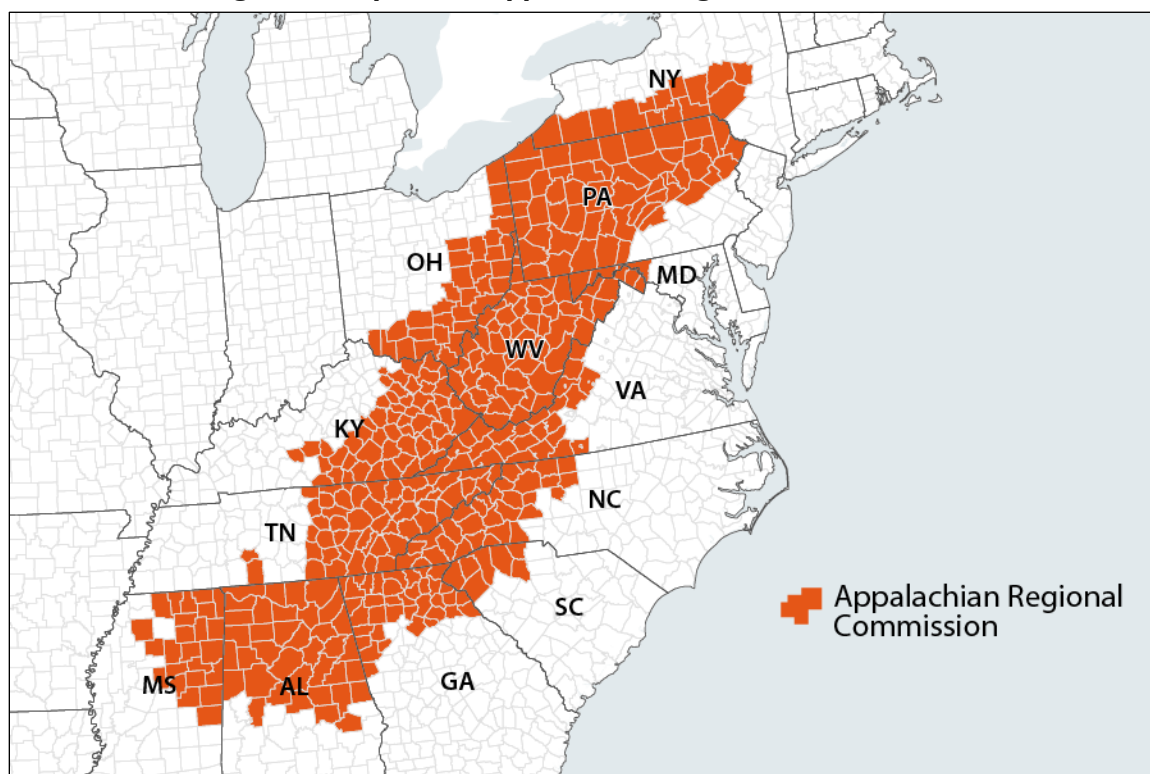 NY
PA
OH
MD
WV
VA
KY
NC
TN
SC
MS
AL
GA
Appalachian Regional
Commission